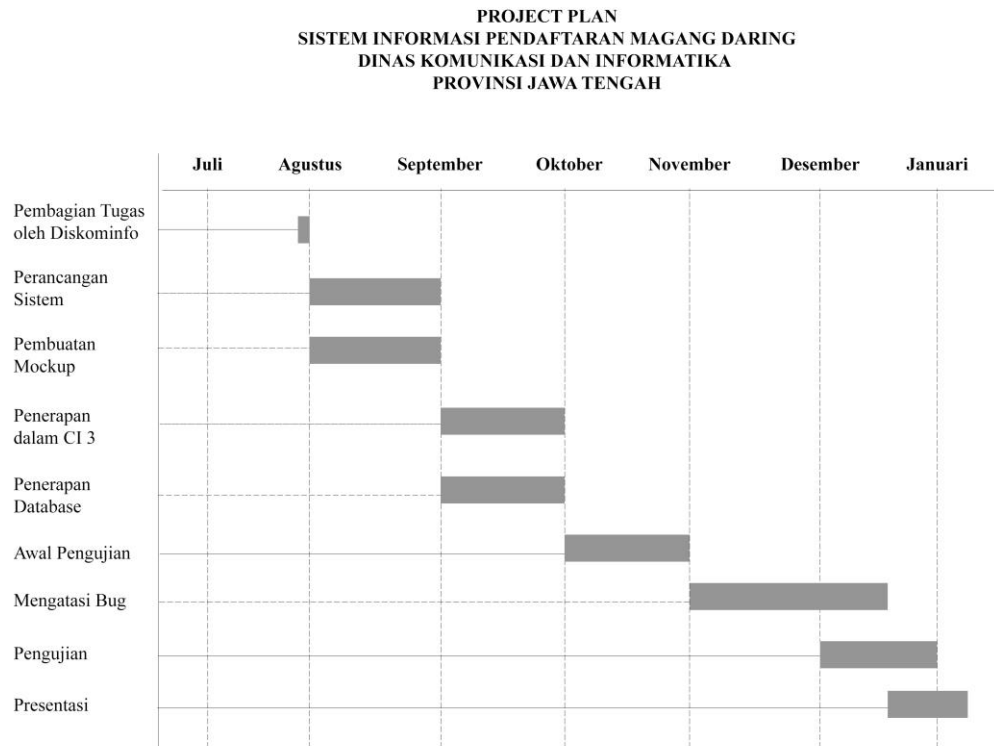 PROJECT PLAN
SISTEM INFORMASI PENDAFTARAN MAGANG DARING
DINAS KOMUNIKASI DAN INFORMATIKA
PROVINSI JAWA TENGAH
Juli Agustus September Oktober November Desember Januari
Pembagian Tugas
oleh Diskominfo
Perancangan
Sistem
Pembuatan
Mockup
Penerapan
dalam CI 3
Penerapan
Database
Awal Pengujian
Mengatasi Bug
Pengujian
Presentasi